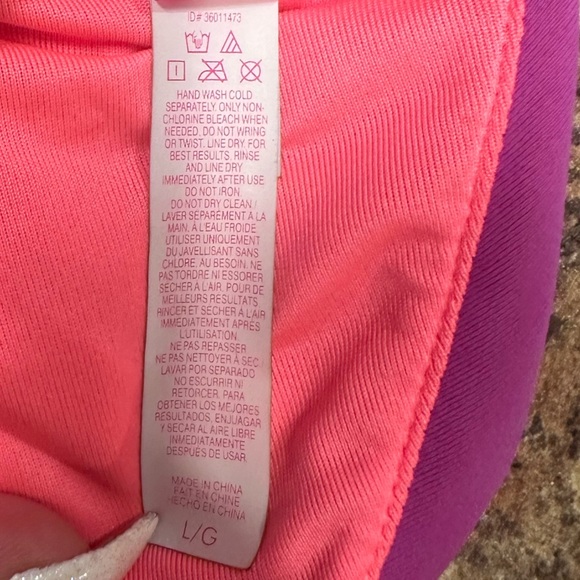 ID# 36011473
HAND WASH COLD
SEPARATELY. ONLY NON-
CHLORINE BLEACH WHEN
NEEDED. DO NOT WRING
OR TWIST. LINE DRY. FOR
BEST RESULTS, RINSE
AND LINE DRY
IMMEDIATELY AFTER USE
DO NOT IRON.
DO NOT DRY CLEAN./
LAVER SÉPARÉMENT À LA
MAIN, À L'EAU FROIDE.
UTILISER UNIQUEMENT
DU JAVELLISANT SANS
CHLORE, AU BESOIN. NE
PAS TORDRE NI ESSORER
SÉCHER À L'AIR. POUR DE
MEILLEURS RÉSULTATS,
RINCER ET SÉCHER À L'AIR
IMMÉDIATEMENT APRÈS
L'UTILISATION.
NE PAS REPASSER
NE PAS NETTOYER À SEC
LAVAR POR SEPARADO
NO ESCURRIR NI
RETORCER. PARA
OBTENER LOS MEJORES
RESULTADOS, ENJUAGAR
Y SECAR AL AIRE LIBRE
INMEDIATAMENTE
DESPUÉS DE USAR.
MADE IN CHINA
FAIT EN CHINE
HECHO EN CHINA
L/G